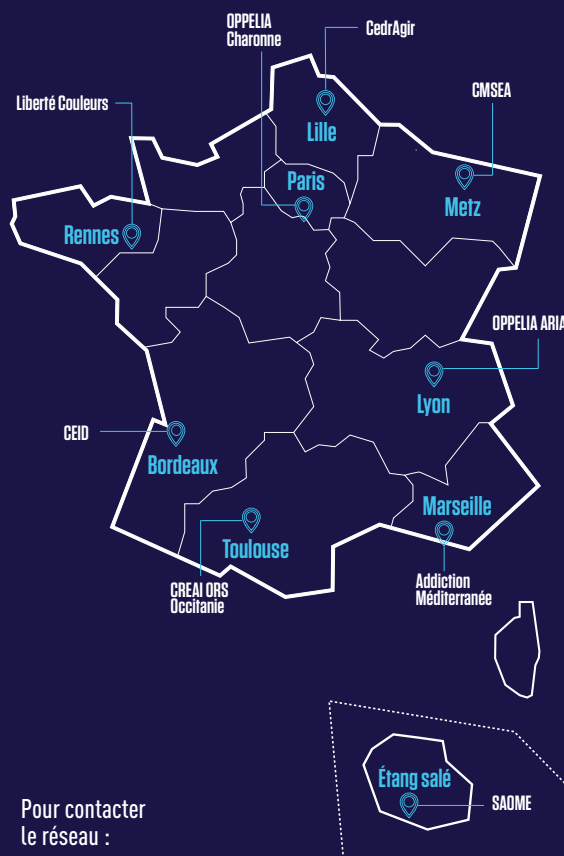 OPPELIA
Charonne
CedrAgir
CMSEA
Liberté Couleurs
Lille
Paris
Metz
Rennes
OPPELIA ARIA
Lyon
CEID
Bordeaux
Marseille
Toulouse
CREAI ORS
Occitanie
Addiction
Méditerranée
Étang salé
SAOME
Pour contacter
le réseau :